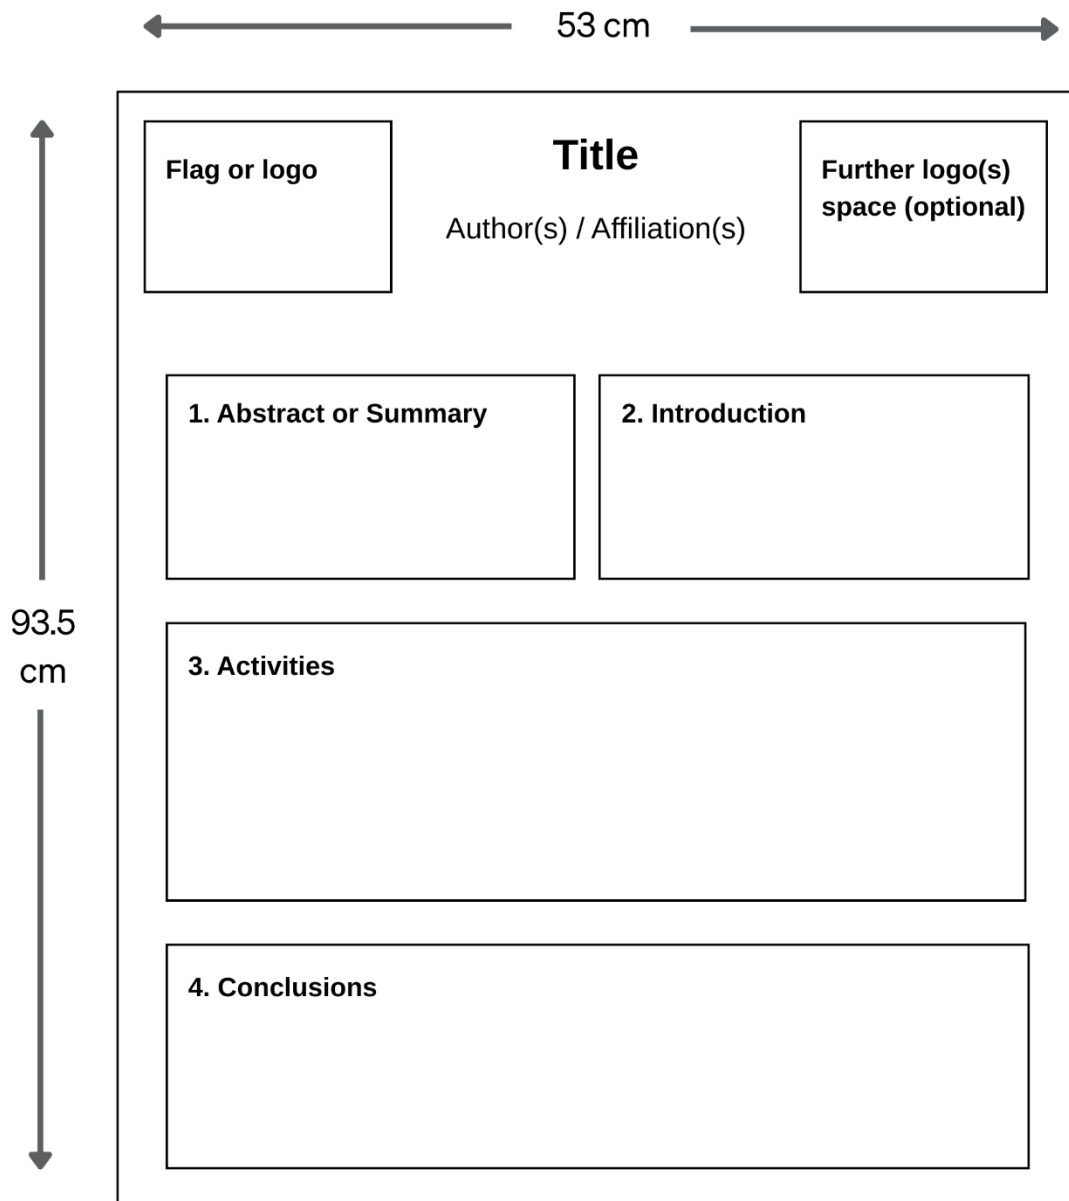 53 cm
Flag or logo
Title
Author(s) / Affiliation(s)
Further logo(s)
space (optional)
1. Abstract or Summary
2. Introduction
93.5
cm
3. Activities
4. Conclusions